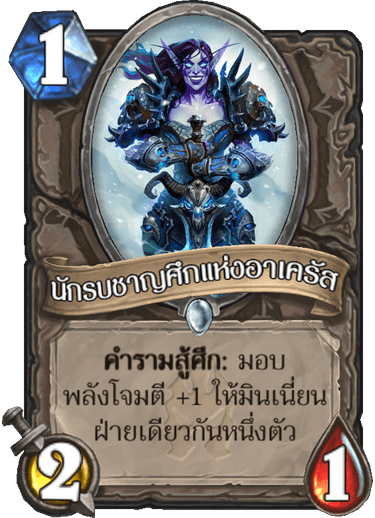 1
นักรบชาญศึกแห่งอาเครัส
คำรามสู้ศึก: มอบ
พลังโจมตี +1 ให้มินเนี่ยน
ฝ่ายเดียวกันหนึ่งตัว
2
1